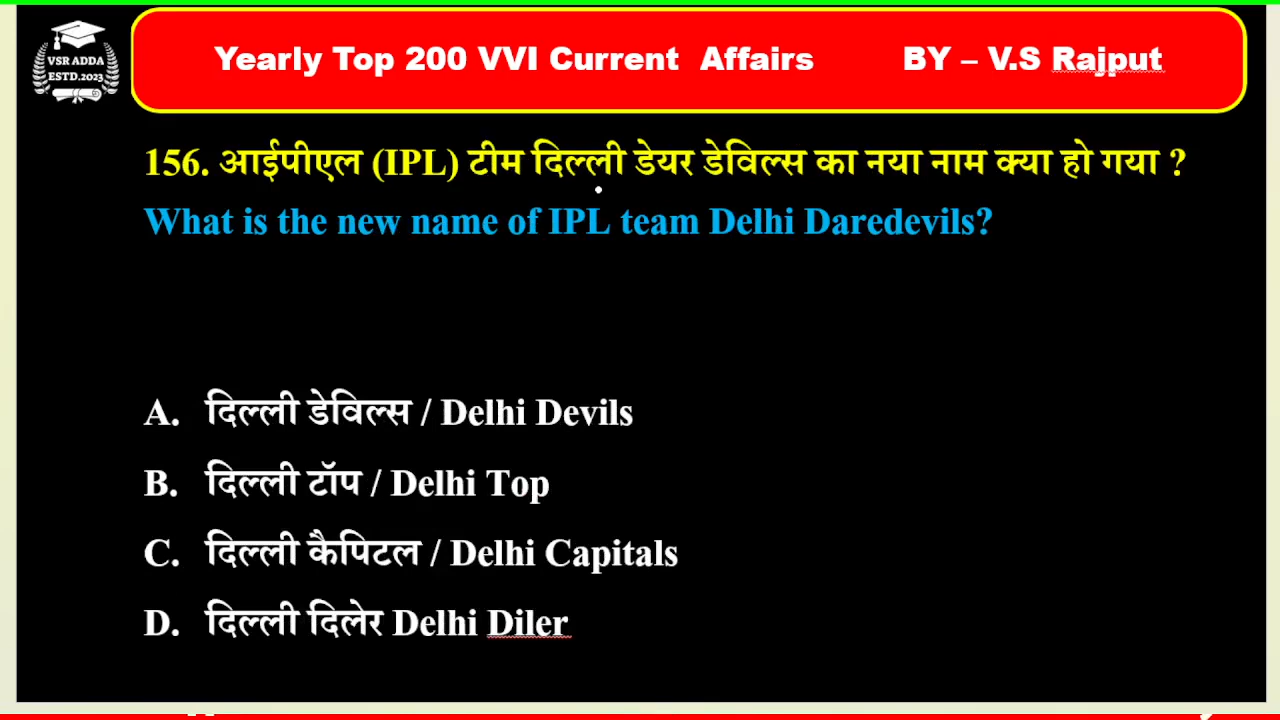 VSR ADDA
ESTD.2023
Yearly Top 200 VVI Current Affairs BY – V.S Rajput
156. आईपीएल (IPL) टीम दिल्ली डेयर डेविल्स का नया नाम क्या हो गया ?
What is the new name of IPL team Delhi Daredevils?
A. दिल्ली डेविल्स / Delhi Devils
B. दिल्ली टॉप / Delhi Top
C. दिल्ली कैपिटल / Delhi Capitals
D. दिल्ली दिलेर Delhi Diler